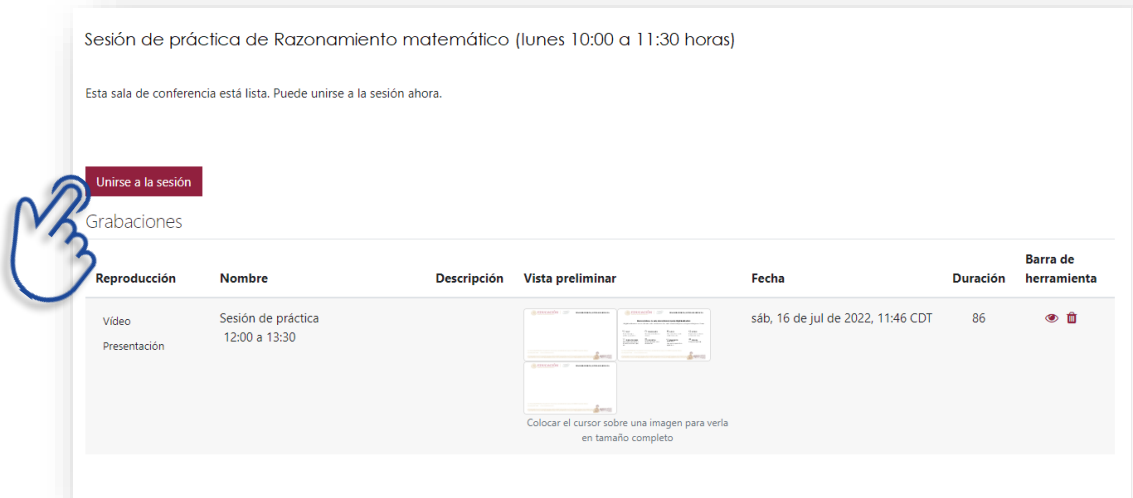 Sesión de práctica de Razonamiento matemático (lunes 10:00 a 11:30 horas)
Esta sala de conferencia está lista. Puede unirse a la sesión ahora.
Unirse a la sesión
Grabaciones
Reproducción Nombre Descripción Vista preliminar Fecha Duración Barra de herramienta
Vídeo
Presentación
Sesión de práctica
12:00 a 13:30
Colocar el cursor sobre una imagen para verla
en tamaño completo
sáb, 16 de jul de 2022, 11:46 CDT
86